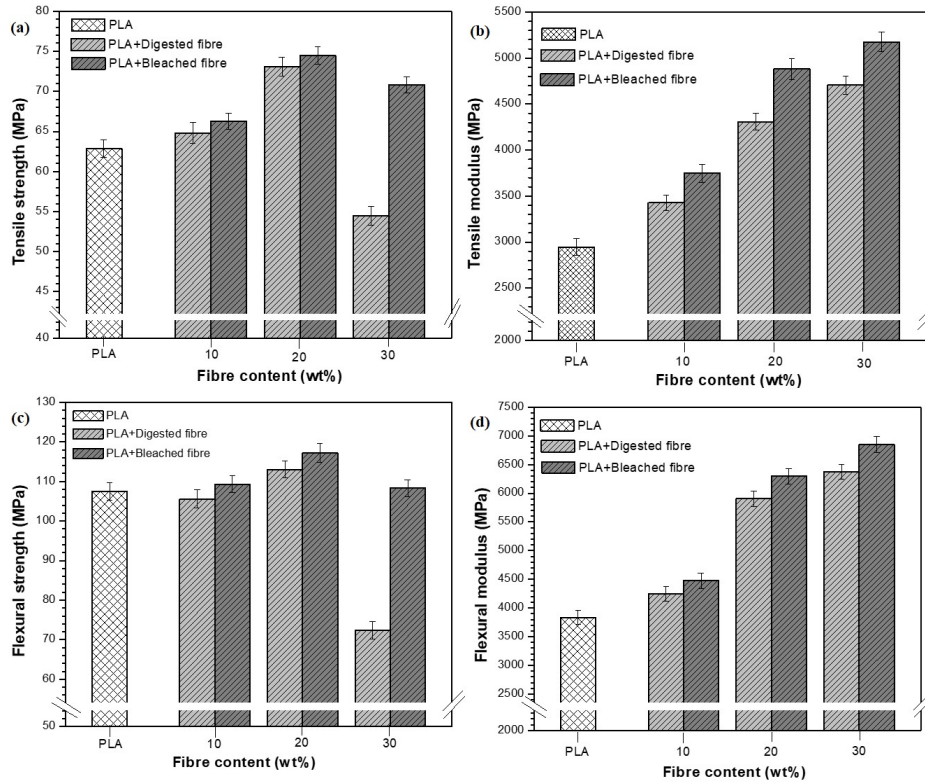 (a)
PLA
PLA+Digested fibre
PLA+Bleached fibre
Tensile strength (MPa)
80
75
70
65
60
55
50
45
40
PLA
10
20
30
Fibre content (wt%)
(b)
PLA
PLA+Digested fibre
PLA+Bleached fibre
Tensile modulus (MPa)
5000
4500
4000
3500
3000
2500
2000
PLA
10
20
30
Fibre content (wt%)
(c)
PLA
PLA+Digested fibre
PLA+Bleached fibre
Flexural strength (MPa)
130
120
110
100
90
80
70
60
50
PLA
10
20
30
Fibre content (wt%)
(d)
PLA
PLA+Digested fibre
PLA+Bleached fibre
Flexural modulus (MPa)
7500
7000
6500
6000
5500
5000
4500
4000
3500
3000
2500
2000
PLA
10
20
30
Fibre content (wt%)